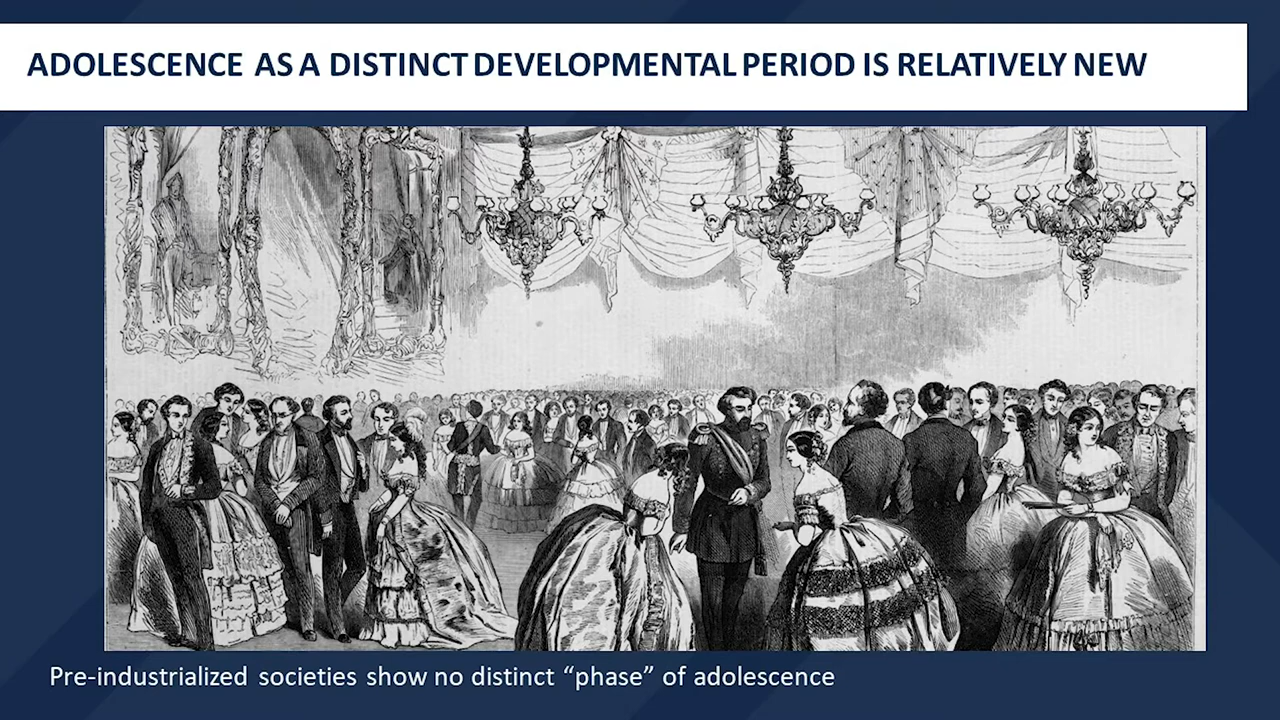 ADOLESCENCE AS A DISTINCT DEVELOPMENTAL PERIOD IS RELATIVELY NEW
Pre-industrialized societies show no distinct “phase” of adolescence